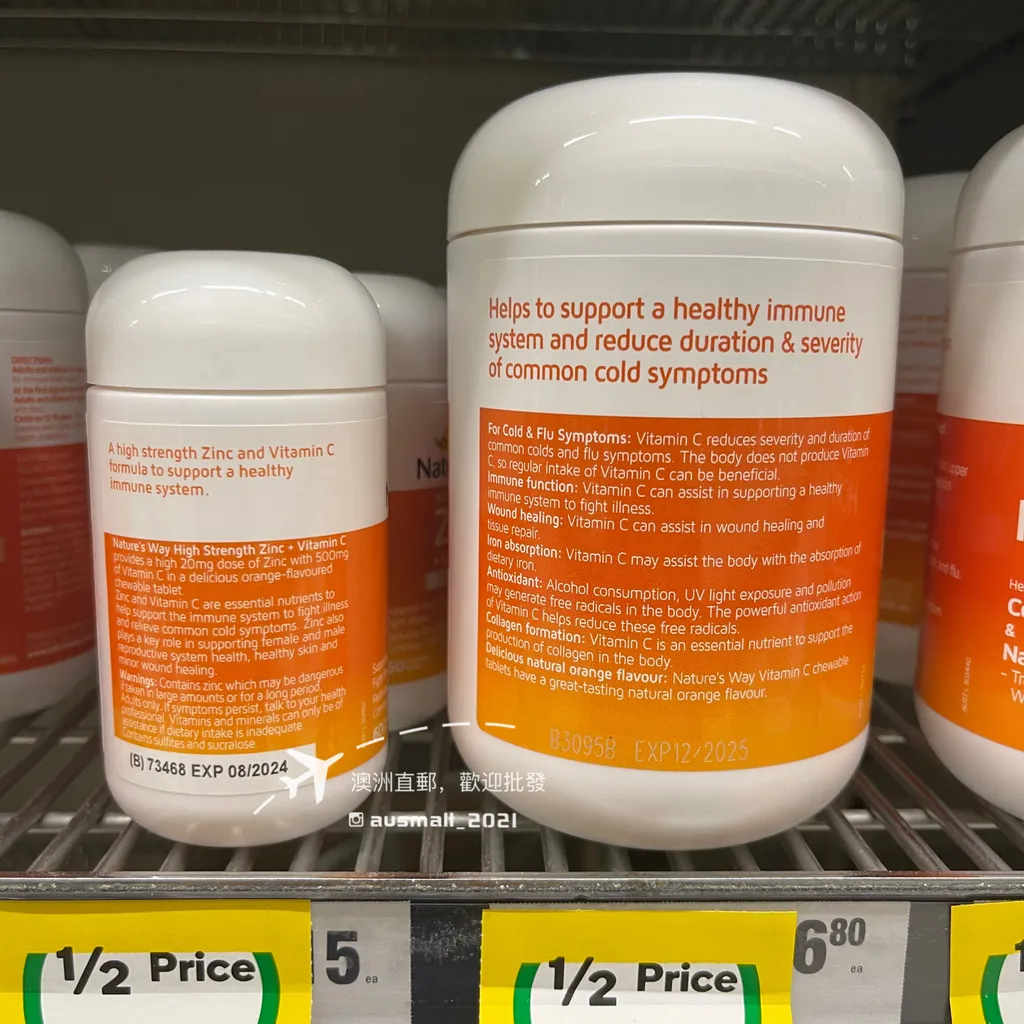 A high strength Zinc and Vitamin C
formula to support a healthy
immune system.
Nature's Way High Strength Zinc + Vitamin C
provides a high 20mg dose of Zinc with 500mg
of Vitamin C in a delicious orange-flavoured
chewable tablet.
Zinc and Vitamin C are essential nutrients to
help support the immune system to fight illness
and relieve common cold symptoms. Zinc also
plays a key role in supporting female and male
reproductive system health, healthy skin and
minor wound healing.
Warnings: Contains zinc which may be dangerous
if taken in large amounts or for a long period.
Adults only. If symptoms persist, talk to your health
professional. Vitamins and minerals can only be of
assistance if dietary intake is inadequate.
Contains sulfites and sucralose.
(B) 73468 EXP 08/2024
Helps to support a healthy immune
system and reduce duration & severity
of common cold symptoms
For Cold & Flu Symptoms: Vitamin C reduces severity and duration of
common colds and flu symptoms. The body does not produce Vitamin
C, so regular intake of Vitamin C can be beneficial.
Immune function: Vitamin C can assist in supporting a healthy
immune system to fight illness.
Wound healing: Vitamin C can assist in wound healing and
tissue repair.
Iron absorption: Vitamin C may assist the body with the absorption of
dietary iron.
Antioxidant: Alcohol consumption, UV light exposure and pollution
may generate free radicals in the body. The powerful antioxidant action
of Vitamin C helps reduce these free radicals.
Collagen formation: Vitamin C is an essential nutrient to support the
production of collagen in the body.
Delicious natural orange flavour: Nature's Way Vitamin C chewable
tablets have a great-tasting natural orange flavour.
B3095B EXP12/2025
澳洲直郵，歡迎批發
ausmall_2021
1/2 Price
5
ea
1/2 Price
680
ea